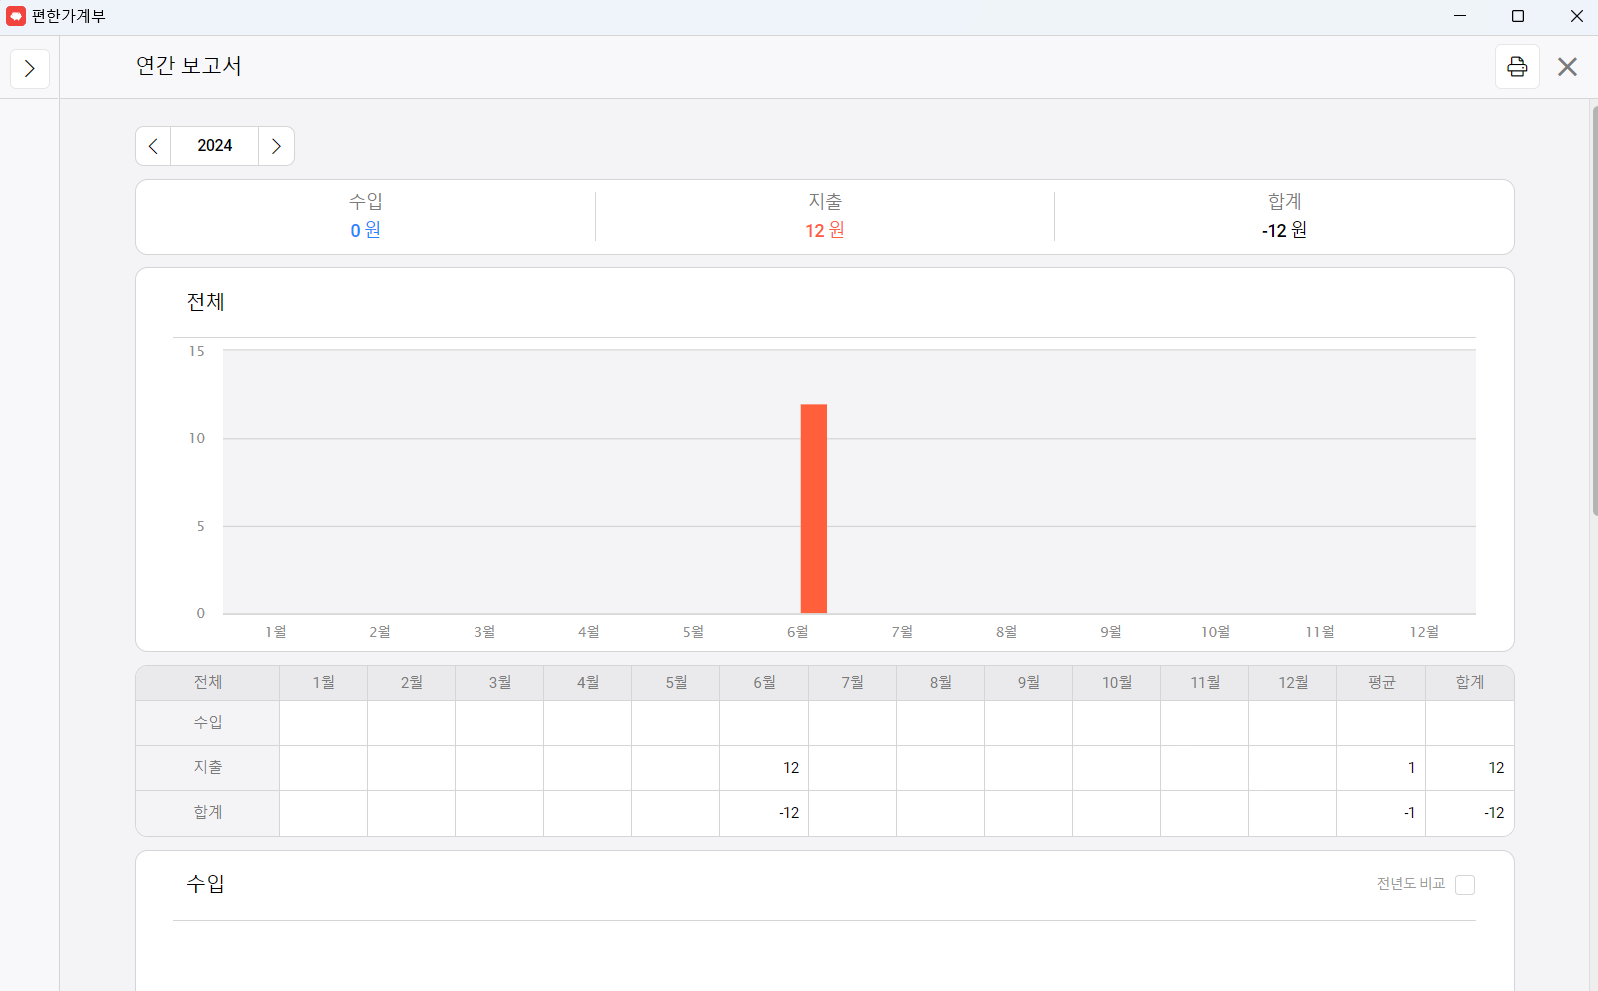 편한가계부
연간 보고서
2024
수입 지출 합계
0 원 12 원 -12 원
전체
15
10
5
0
1월 2월 3월 4월 5월 6월 7월 8월 9월 10월 11월 12월
전체 1월 2월 3월 4월 5월 6월 7월 8월 9월 10월 11월 12월 평균 합계
수입
지출 12 1 12
합계 -12 -1 -12
수입 전년도 비교